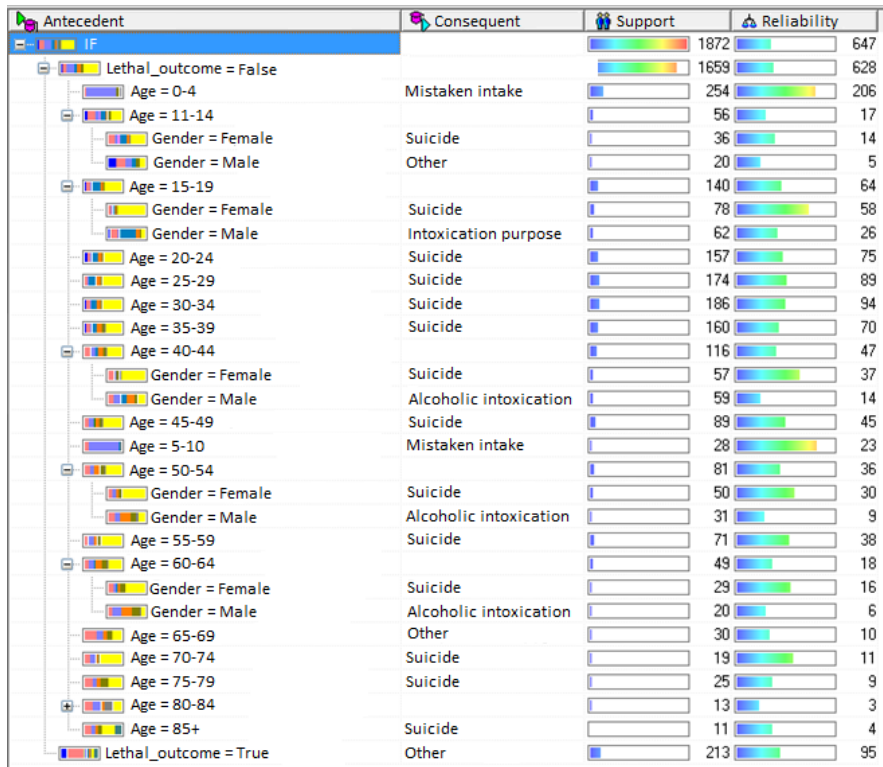 Antecedent Consequent Support Reliability
IF 1872 647
Lethal_outcome = False 1659 628
Age = 0-4 Mistaken intake 254 206
Age = 11-14 56 17
Gender = Female Suicide 36 14
Gender = Male Other 20 5
Age = 15-19 140 64
Gender = Female Suicide 78 58
Gender = Male Intoxication purpose 62 26
Age = 20-24 Suicide 157 75
Age = 25-29 Suicide 174 89
Age = 30-34 Suicide 186 94
Age = 35-39 Suicide 160 70
Age = 40-44 116 47
Gender = Female Suicide 57 37
Gender = Male Alcoholic intoxication 59 14
Age = 45-49 Suicide 89 45
Age = 5-10 Mistaken intake 28 23
Age = 50-54 81 36
Gender = Female Suicide 50 30
Gender = Male Alcoholic intoxication 31 9
Age = 55-59 Suicide 71 38
Age = 60-64 49 18
Gender = Female Suicide 29 16
Gender = Male Alcoholic intoxication 20 6
Age = 65-69 Other 30 10
Age = 70-74 Suicide 19 11
Age = 75-79 Suicide 25 9
Age = 80-84 13 3
Age = 85+ Suicide 11 4
Lethal_outcome = True Other 213 95